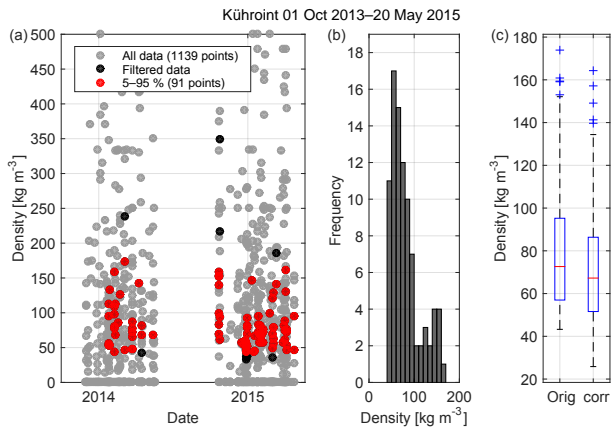 Kühroint 01 Oct 2013–20 May 2015
(a)
500
450
400
350
300
250
200
150
100
50
0
Density [kg m-3]
All data (1139 points)
Filtered data
5–95 % (91 points)
2014
2015
Date
(b)
18
16
14
12
10
8
6
4
2
0
Frequency
0
100
200
Density [kg m-3]
(c)
180
160
140
120
100
80
60
40
20
Density [kg m-3]
Orig
corr